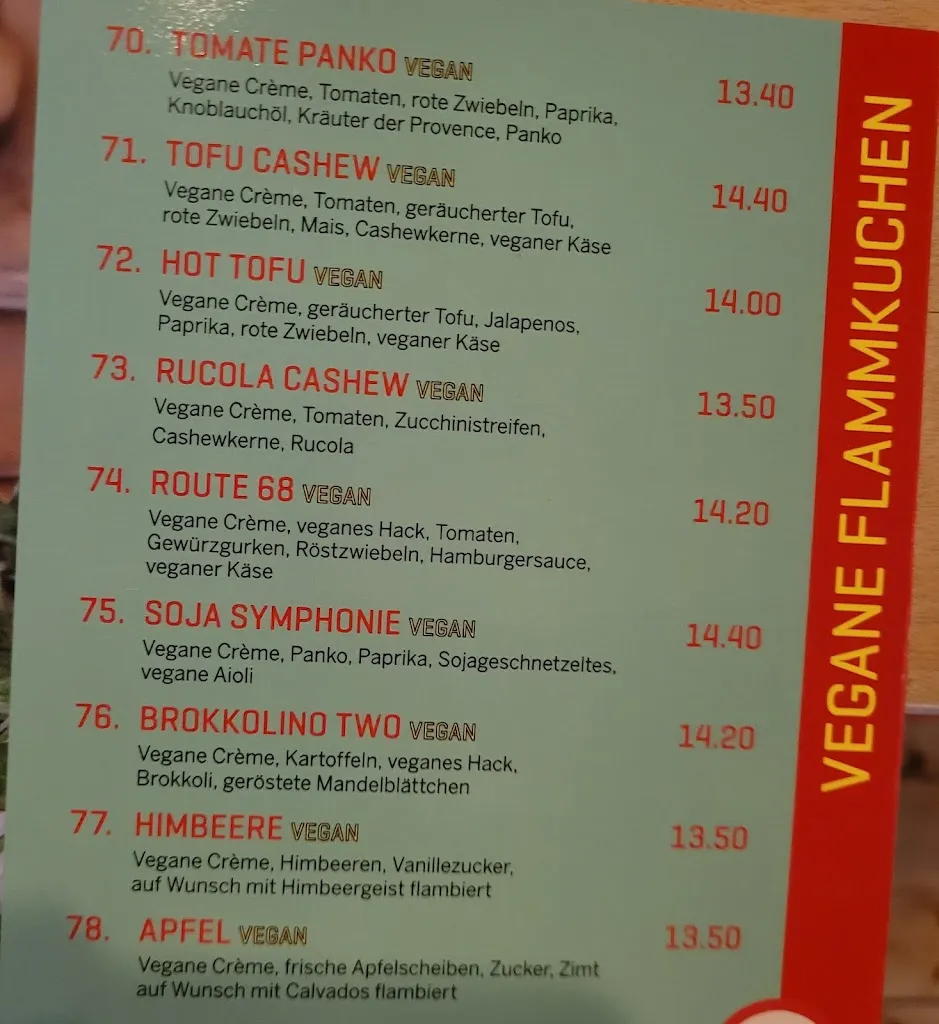 70. TOMATE PANKO VEGAN 13.40
Vegane Crème, Tomaten, rote Zwiebeln, Paprika,
Knoblauchöl, Kräuter der Provence, Panko
71. TOFU CASHEW VEGAN 14.40
Vegane Crème, Tomaten, geräucherter Tofu,
rote Zwiebeln, Mais, Cashewkerne, veganer Käse
72. HOT TOFU VEGAN 14.00
Vegane Crème, geräucherter Tofu, Jalapenos,
Paprika, rote Zwiebeln, veganer Käse
73. RUCOLA CASHEW VEGAN 13.50
Vegane Crème, Tomaten, Zucchinistreifen,
Cashewkerne, Rucola
74. ROUTE 68 VEGAN 14.20
Vegane Crème, veganes Hack, Tomaten,
Gewürzgurken, Röstzwiebeln, Hamburgersauce,
veganer Käse
75. SOJA SYMPHONIE VEGAN 14.40
Vegane Crème, Panko, Paprika, Sojageschnetzeltes,
vegane Aioli
76. BROKKOLINO TWO VEGAN 14.20
Vegane Crème, Kartoffeln, veganes Hack,
Brokkoli, geröstete Mandelblättchen
77. HIMBEERE VEGAN 13.50
Vegane Crème, Himbeeren, Vanillezucker,
auf Wunsch mit Himbeergeist flambiert
78. APFEL VEGAN 13.50
Vegane Crème, frische Apfelscheiben, Zucker, Zimt
auf Wunsch mit Calvados flambiert
VEGANE FLAMMKUCHEN